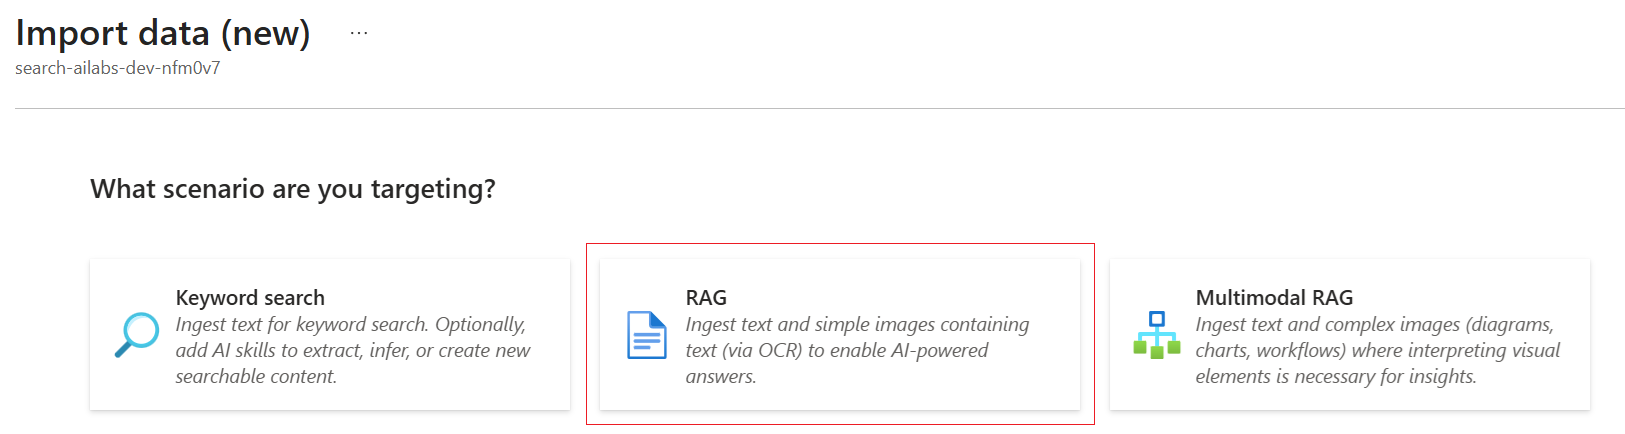 Import data (new) ...
search-ailabs-dev-nfm0v7
What scenario are you targeting?
Keyword search
Ingest text for keyword search. Optionally,
add AI skills to extract, infer, or create new
searchable content.
RAG
Ingest text and simple images containing
text (via OCR) to enable AI-powered
answers.
Multimodal RAG
Ingest text and complex images (diagrams,
charts, workflows) where interpreting visual
elements is necessary for insights.